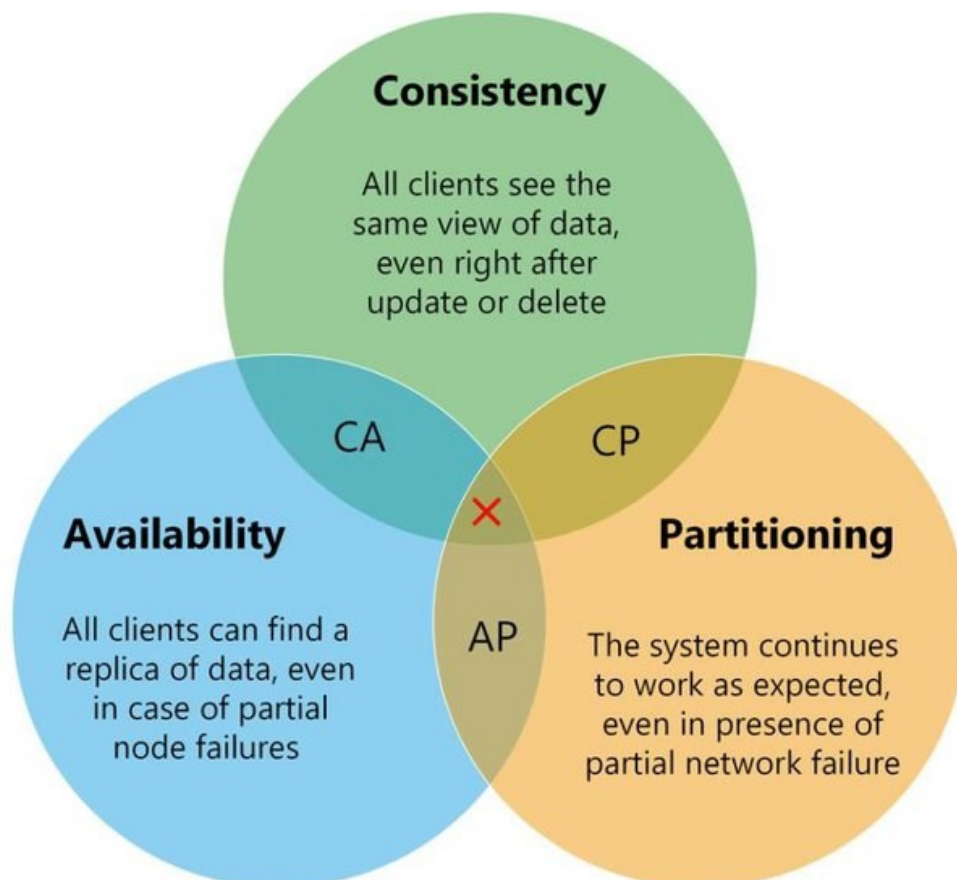 Consistency
All clients see the
same view of data,
even right after
update or delete
CA
CP
Availability
Partitioning
All clients can find a
replica of data, even
in case of partial
node failures
AP
The system continues
to work as expected,
even in presence of
partial network failure